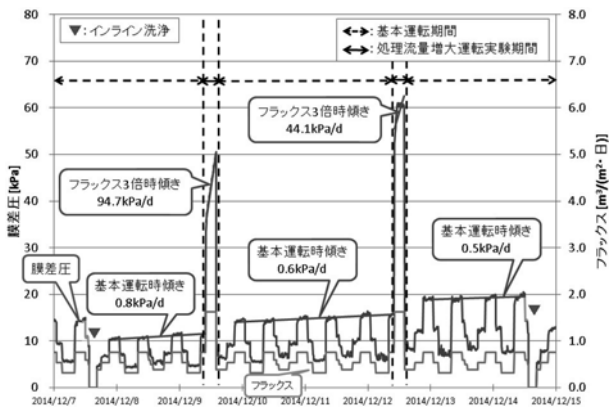 ▼: インライン洗浄
: 基本運転期間
: 処理流量増大運転実験期間
膜差圧 [kPa]
80
70
60
50
40
30
20
10
0
フラックス3倍時傾き
94.7kPa/d
フラックス3倍時傾き
44.1kPa/d
膜差圧
基本運転時傾き
0.8kPa/d
基本運転時傾き
0.6kPa/d
基本運転時傾き
0.5kPa/d
フラックス
8.0
7.0
6.0
5.0
4.0
3.0
2.0
1.0
0.0
フラックス [m³/(m²・日)]
2014/12/7
2014/12/8
2014/12/9
2014/12/10
2014/12/11
2014/12/12
2014/12/13
2014/12/14
2014/12/15